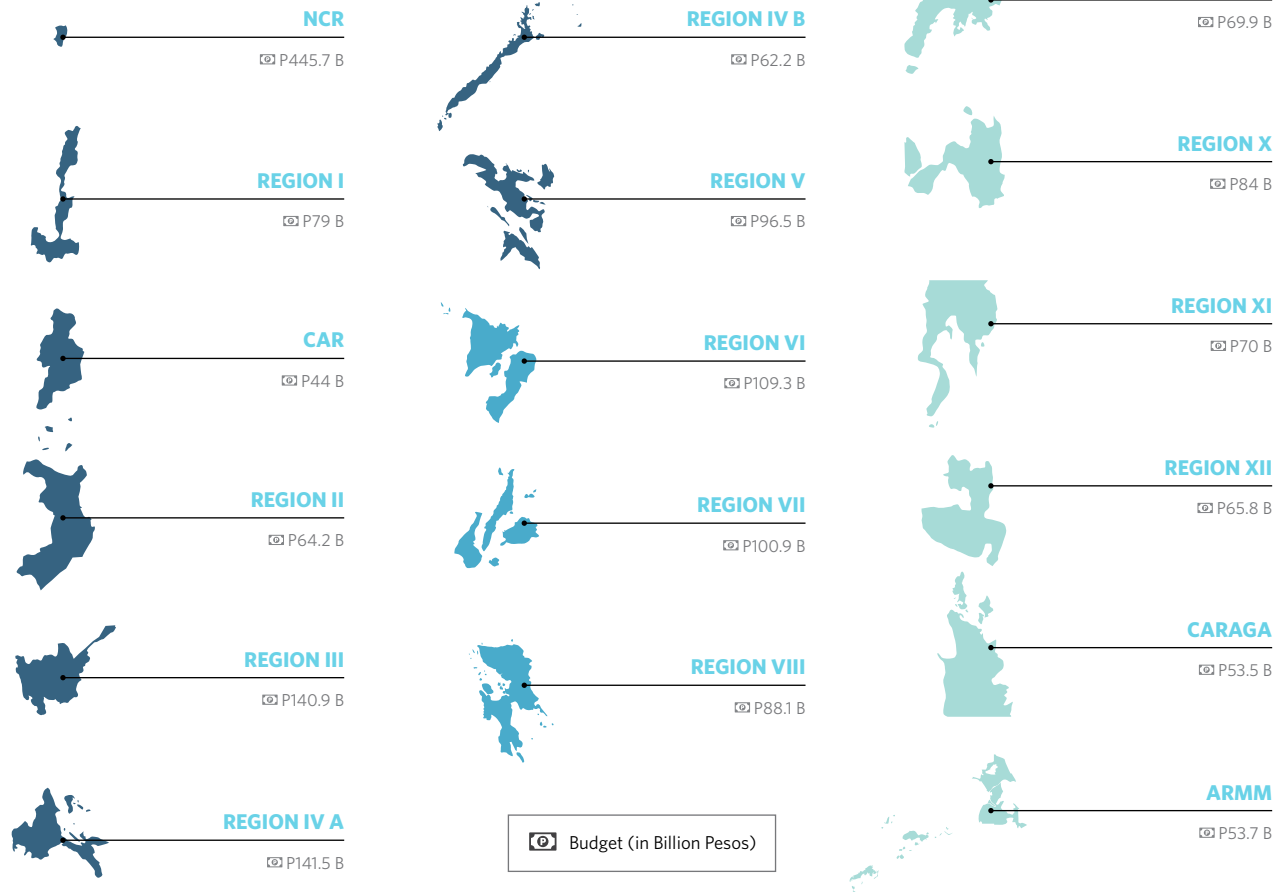 NCR
P445.7 B
REGION I
P79 B
CAR
P44 B
REGION II
P64.2 B
REGION III
P140.9 B
REGION IV A
P141.5 B
REGION IV B
P62.2 B
REGION V
P96.5 B
REGION VI
P109.3 B
REGION VII
P100.9 B
REGION VIII
P88.1 B
P Budget (in Billion Pesos)
P69.9 B
REGION X
P84 B
REGION XI
P70 B
REGION XII
P65.8 B
CARAGA
P53.5 B
ARMM
P53.7 B